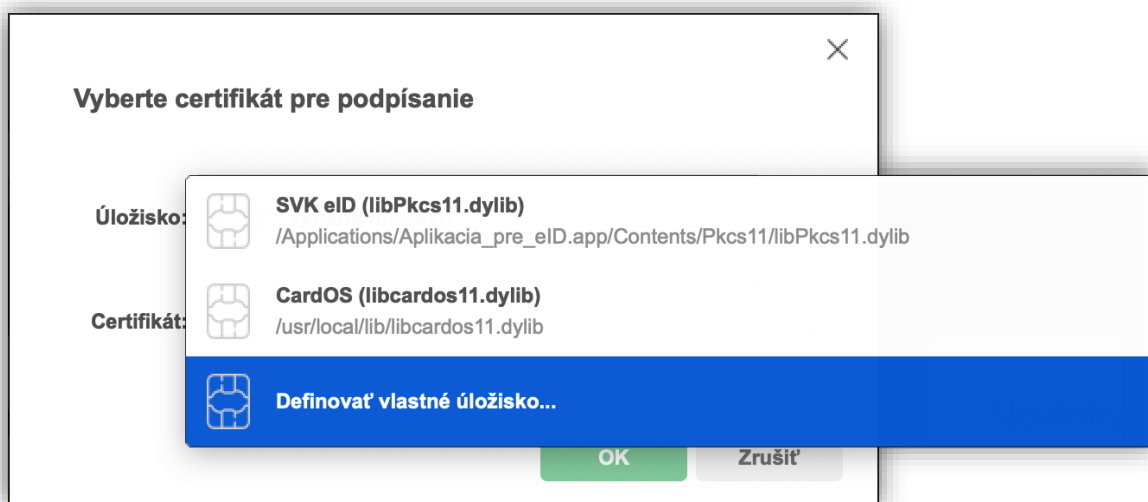 Vyberte certifikát pre podpísanie
Úložisko:
SVK eID (libPkcs11.dylib)
/Applications/Aplikacia_pre_eID.app/Contents/Pkcs11/libPkcs11.dylib
Certifikát:
CardOS (libcardos11.dylib)
/usr/local/lib/libcardos11.dylib
Definovať vlastné úložisko...
OK
Zrušiť